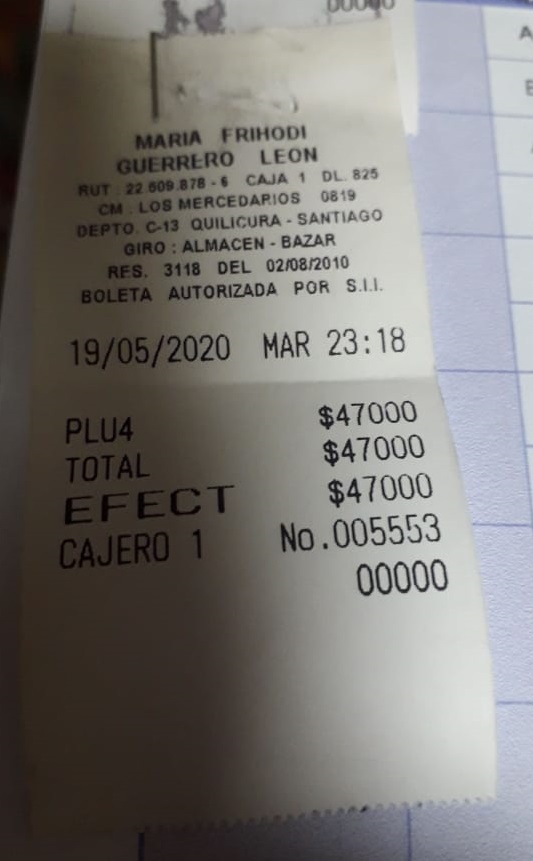 00000
MARIA FRIHODI
GUERRERO LEON
RUT : 22.609.878-6 CAJA 1 DL. 825
CM . LOS MERCEDARIOS 0819
DEPTO. C-13 QUILICURA - SANTIAGO
GIRO : ALMACEN - BAZAR
RES. 3118 DEL 02/08/2010
BOLETA AUTORIZADA POR S.I.I.
19/05/2020 MAR 23:18
PLU4 $47000
TOTAL $47000
EFECT $47000
CAJERO 1 No.005553
00000